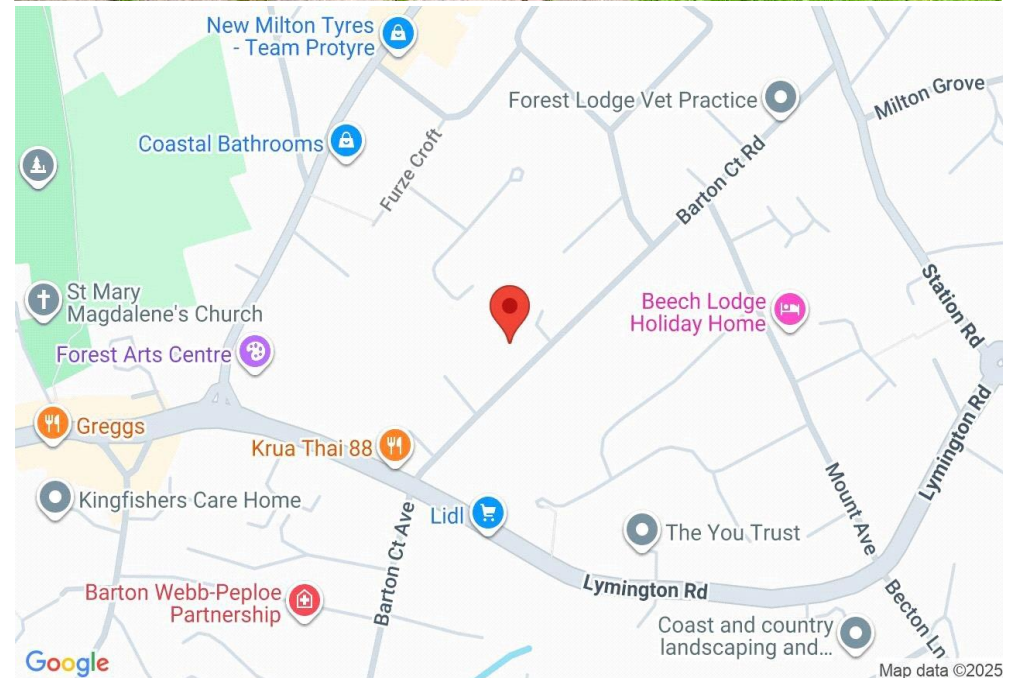 New Milton Tyres
- Team Protyre
Forest Lodge Vet Practice
Milton Grove
Coastal Bathrooms
Furze Croft
Barton Ct Rd
St Mary
Magdalene's Church
Beech Lodge
Holiday Home
Station Rd
Forest Arts Centre
Greggs
Krua Thai 88
Lymington Rd
Kingfishers Care Home
Lidl
Mount Ave
The You Trust
Barton Ct Ave
Lymington Rd
Barton Webb-Peploe
Partnership
Becton Ln
Coast and country
landscaping and...
Google
Map data ©2025